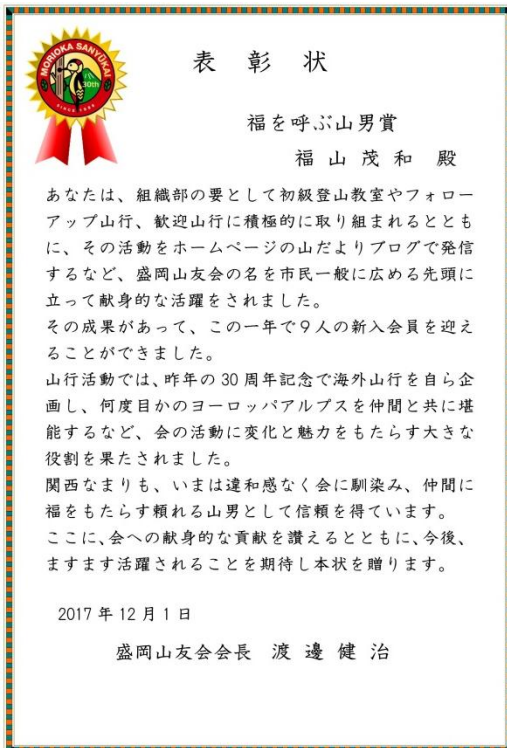 MORIOKA SANYŪKAI
30th
SINCE 1986
表 彰 状
福を呼ぶ山男賞
福 山 茂 和 殿
あなたは、組織部の要として初級登山教室やフォロー
アップ山行、歓迎山行に積極的に取り組まれるととも
に、その活動をホームページの山だよりブログで発信
するなど、盛岡山友会の名を市民一般に広める先頭に
立って献身的な活躍をされました。
その成果があって、この一年で9人の新入会員を迎え
ることができました。
山行活動では、昨年の 30 周年記念で海外山行を自ら企
画し、何度目かのヨーロッパアルプスを仲間と共に堪
能するなど、会の活動に変化と魅力をもたらす大きな
役割を果たされました。
関西なまりも、いまは違和感なく会に馴染み、仲間に
福をもたらす頼れる山男として信頼を得ています。
ここに、会への献身的な貢献を讃えるとともに、今後、
ますます活躍されることを期待し本状を贈ります。
2017 年 12 月 1 日
盛岡山友会会長 渡 邊 健 治